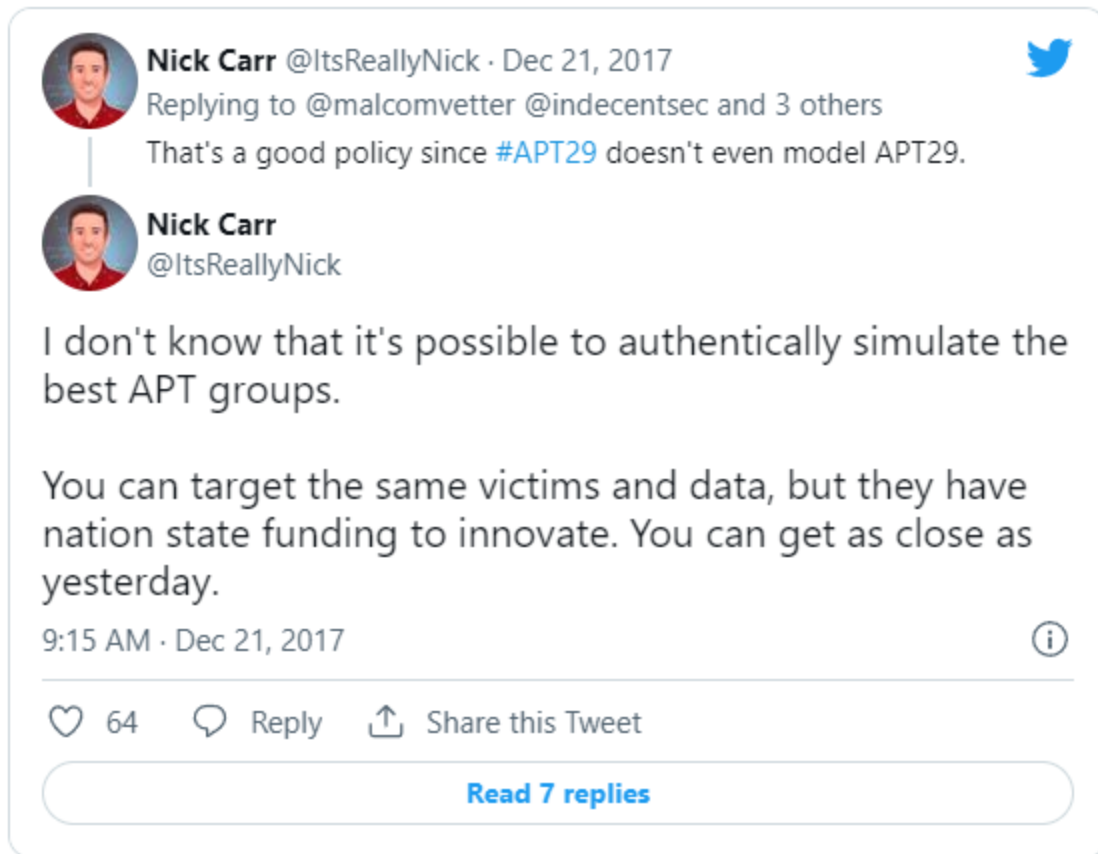 Nick Carr @ItsReallyNick · Dec 21, 2017
Replying to @malcomvetter @indecentsec and 3 others
That's a good policy since #APT29 doesn't even model APT29.
Nick Carr
@ItsReallyNick
I don't know that it's possible to authentically simulate the
best APT groups.
You can target the same victims and data, but they have
nation state funding to innovate. You can get as close as
yesterday.
9:15 AM · Dec 21, 2017
64 Reply Share this Tweet
Read 7 replies